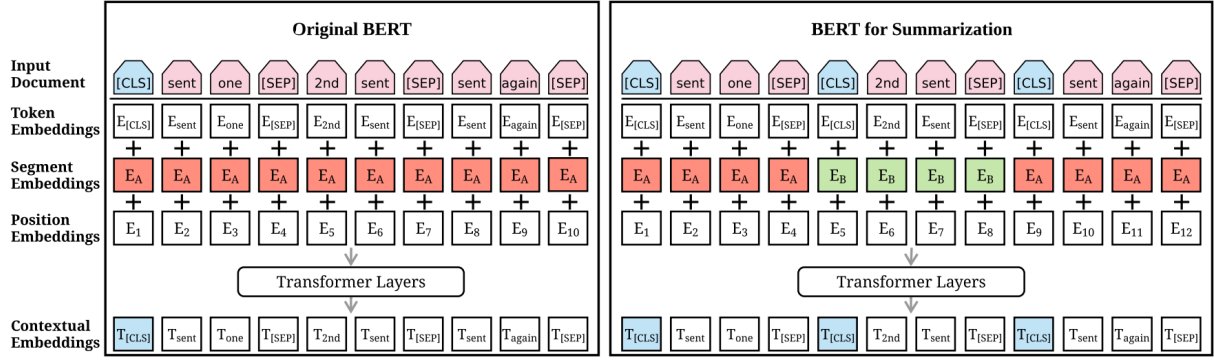 Original BERT
BERT for Summarization
Input
Document
[CLS] sent one [SEP] 2nd sent [SEP] sent again [SEP]
[CLS] sent one [SEP] [CLS] 2nd sent [SEP] [CLS] sent again [SEP]
Token
Embeddings
E[CLS] Esent Eone E[SEP] E2nd Esent E[SEP] Esent Eagain E[SEP]
E[CLS] Esent Eone E[SEP] E[CLS] E2nd Esent E[SEP] E[CLS] Esent Eagain E[SEP]
+ + + + + + + + + +
+ + + + + + + + + + + +
Segment
Embeddings
EA EA EA EA EA EA EA EA EA EA
EA EA EA EA EB EB EB EB EA EA EA EA
+ + + + + + + + + +
+ + + + + + + + + + + +
Position
Embeddings
E1 E2 E3 E4 E5 E6 E7 E8 E9 E10
E1 E2 E3 E4 E5 E6 E7 E8 E9 E10 E11 E12
Transformer Layers
Transformer Layers
Contextual
Embeddings
T[CLS] Tsent Tone T[SEP] T2nd Tsent T[SEP] Tsent Tagain T[SEP]
T[CLS] Tsent Tone T[SEP] T[CLS] T2nd Tsent T[SEP] T[CLS] Tsent Tagain T[SEP]